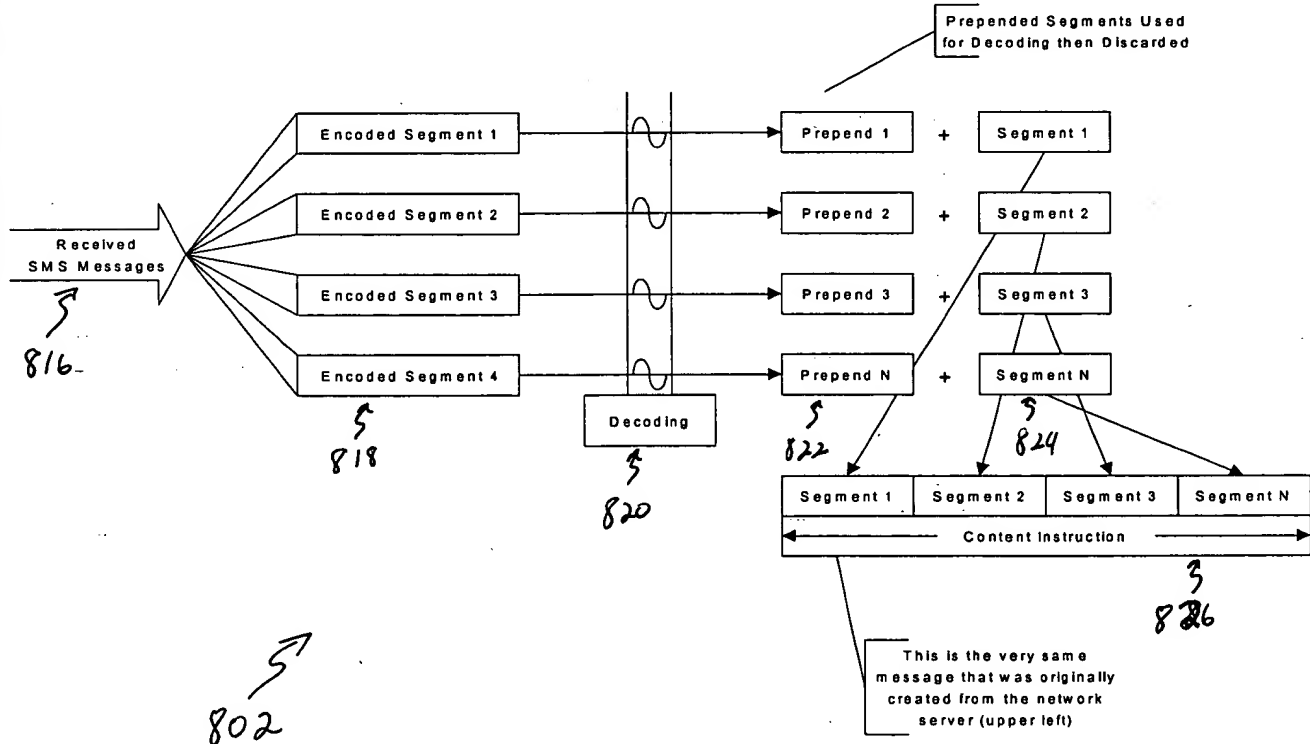 Prepended Segments Used
for Decoding then Discarded
Encoded Segment 1
Prepend 1 + Segment 1
Encoded Segment 2
Prepend 2 + Segment 2
Received
SMS Messages
Encoded Segment 3
Prepend 3 + Segment 3
816
Encoded Segment 4
Prepend N + Segment N
Decoding
818
822
824
820
Segment 1 Segment 2 Segment 3 Segment N
Content Instruction
826
This is the very same
message that was originally
created from the network
server (upper left)
802